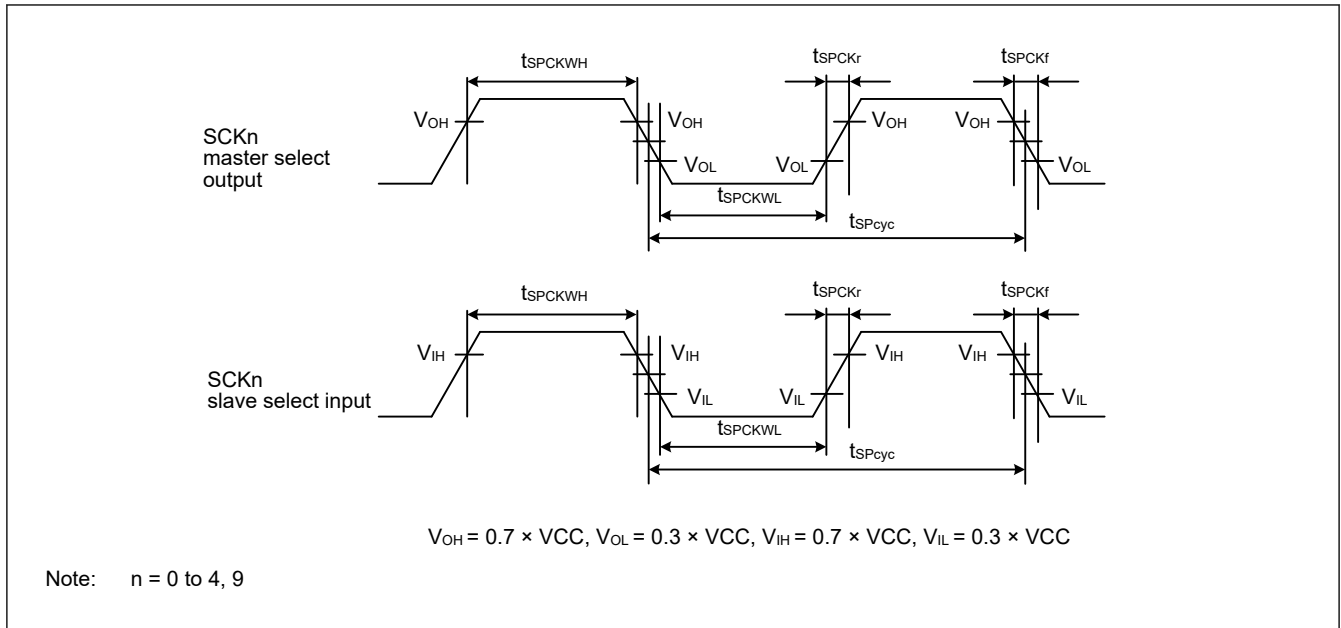 tSPCKWH
tSPCKr
tSPCKf
VOH
VOH
VOH
VOH
SCKn
master select
output
VOL
VOL
VOL
tSPCKWL
tSPcyc
tSPCKWH
tSPCKr
tSPCKf
VIH
VIH
VIH
VIH
SCKn
slave select input
VIL
VIL
VIL
tSPCKWL
tSPcyc
VOH = 0.7 × VCC, VOL = 0.3 × VCC, VIH = 0.7 × VCC, VIL = 0.3 × VCC
Note: n = 0 to 4, 9